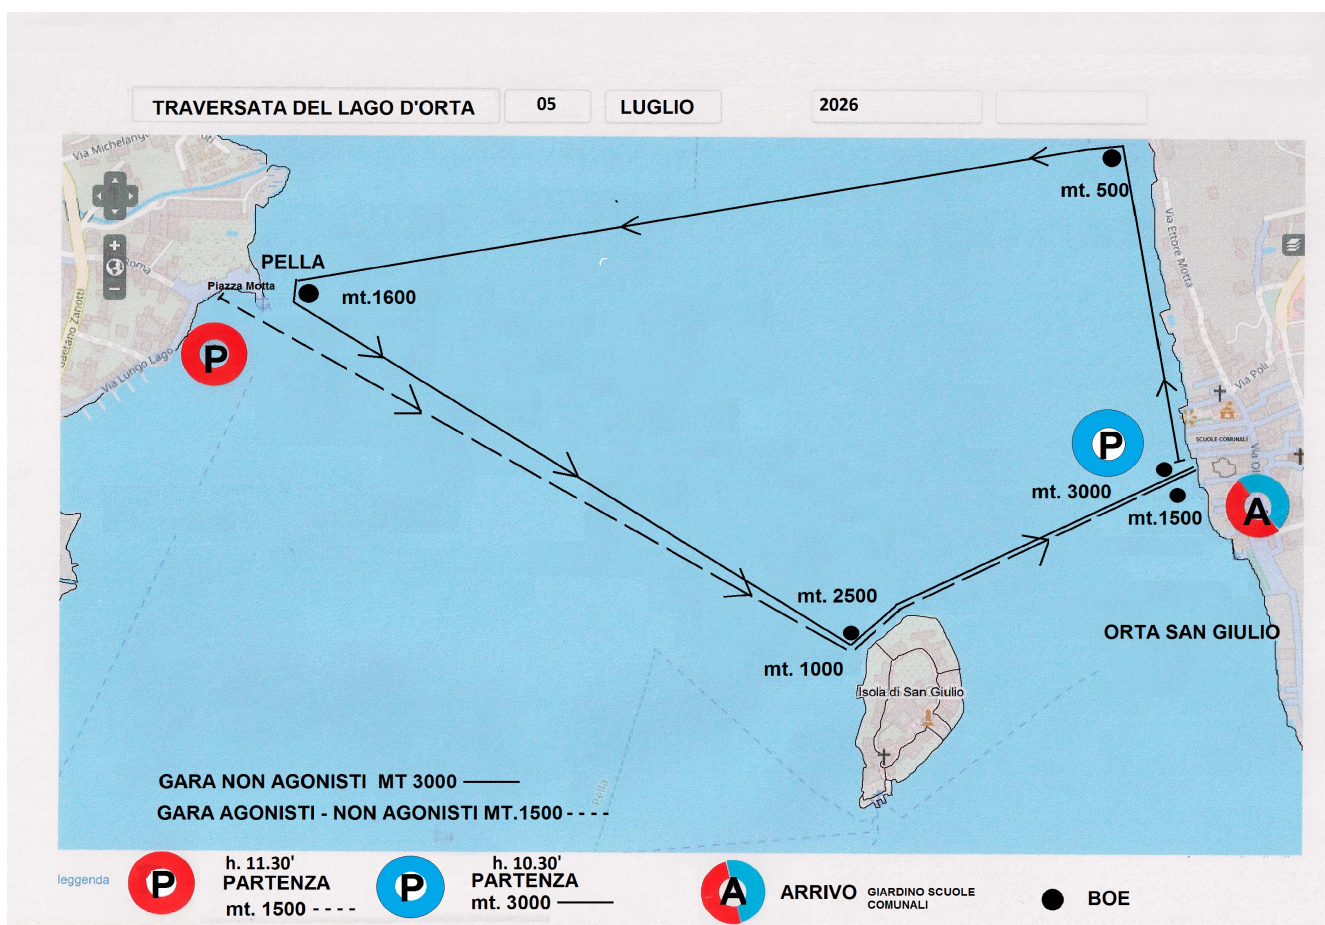 TRAVERSATA DEL LAGO D'ORTA 05 LUGLIO 2026
Via Michelangelo
mt. 500
Via Ettore Motta
PELLA
Roma
Piazza Motta
mt.1600
Gaetano Zanotti
P
Via Lungo Lago
Via Poli
P
SCUOLE COMUNALI
mt. 3000
mt.1500
A
mt. 2500
ORTA SAN GIULIO
mt. 1000
Isola di San Giulio
Pella
GARA NON AGONISTI MT 3000
GARA AGONISTI - NON AGONISTI MT.1500 - - - -
leggenda
P
h. 11.30'
PARTENZA
mt. 1500 - - - -
P
h. 10.30'
PARTENZA
mt. 3000
A
ARRIVO
GIARDINO SCUOLE
COMUNALI
BOE